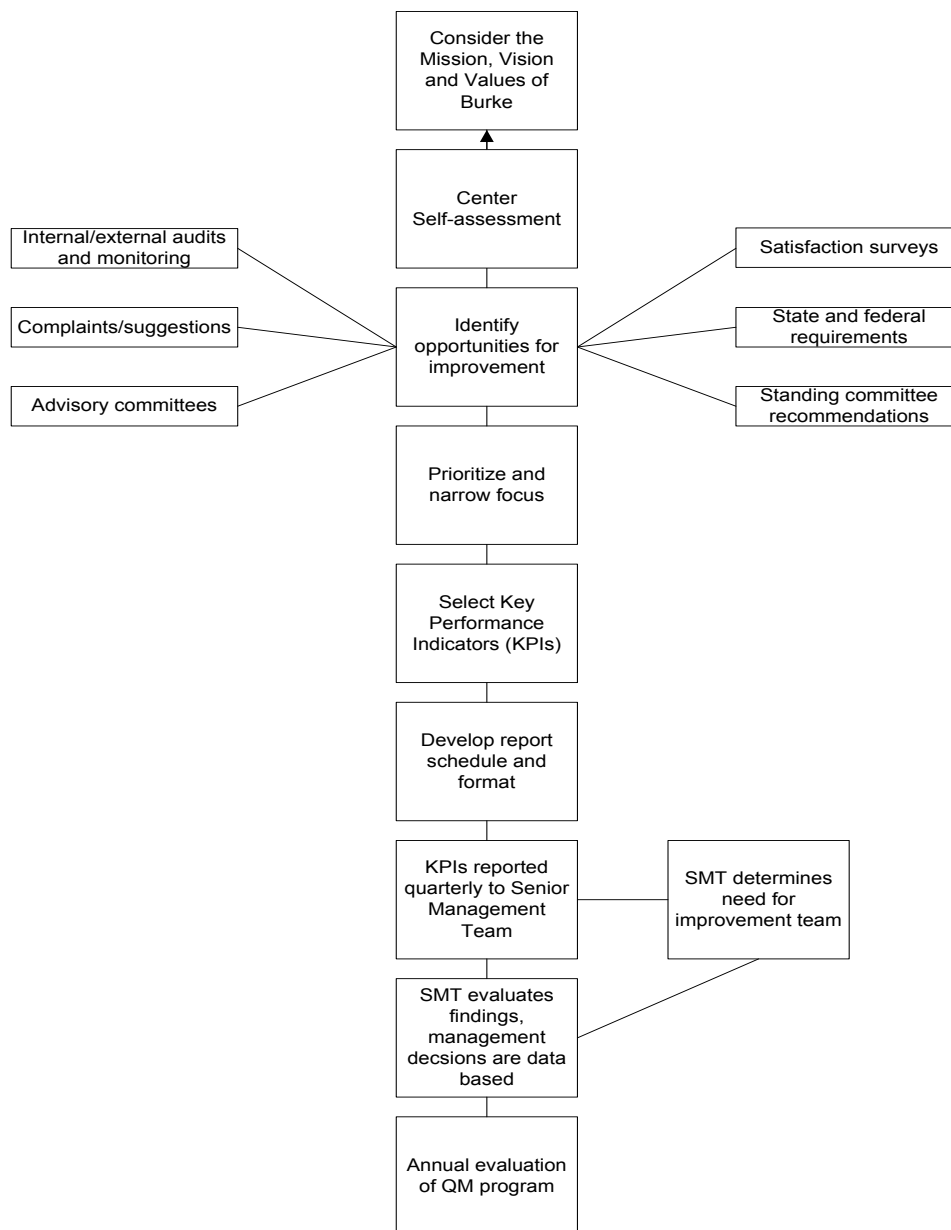 Consider the
Mission, Vision
and Values of
Burke
Center
Self-assessment
Internal/external audits
and monitoring
Complaints/suggestions
Advisory committees
Identify
opportunities for
improvement
Satisfaction surveys
State and federal
requirements
Standing committee
recommendations
Prioritize and
narrow focus
Select Key
Performance
Indicators (KPIs)
Develop report
schedule and
format
KPIs reported
quarterly to Senior
Management
Team
SMT determines
need for
improvement team
SMT evaluates
findings,
management
decsions are data
based
Annual evaluation
of QM program